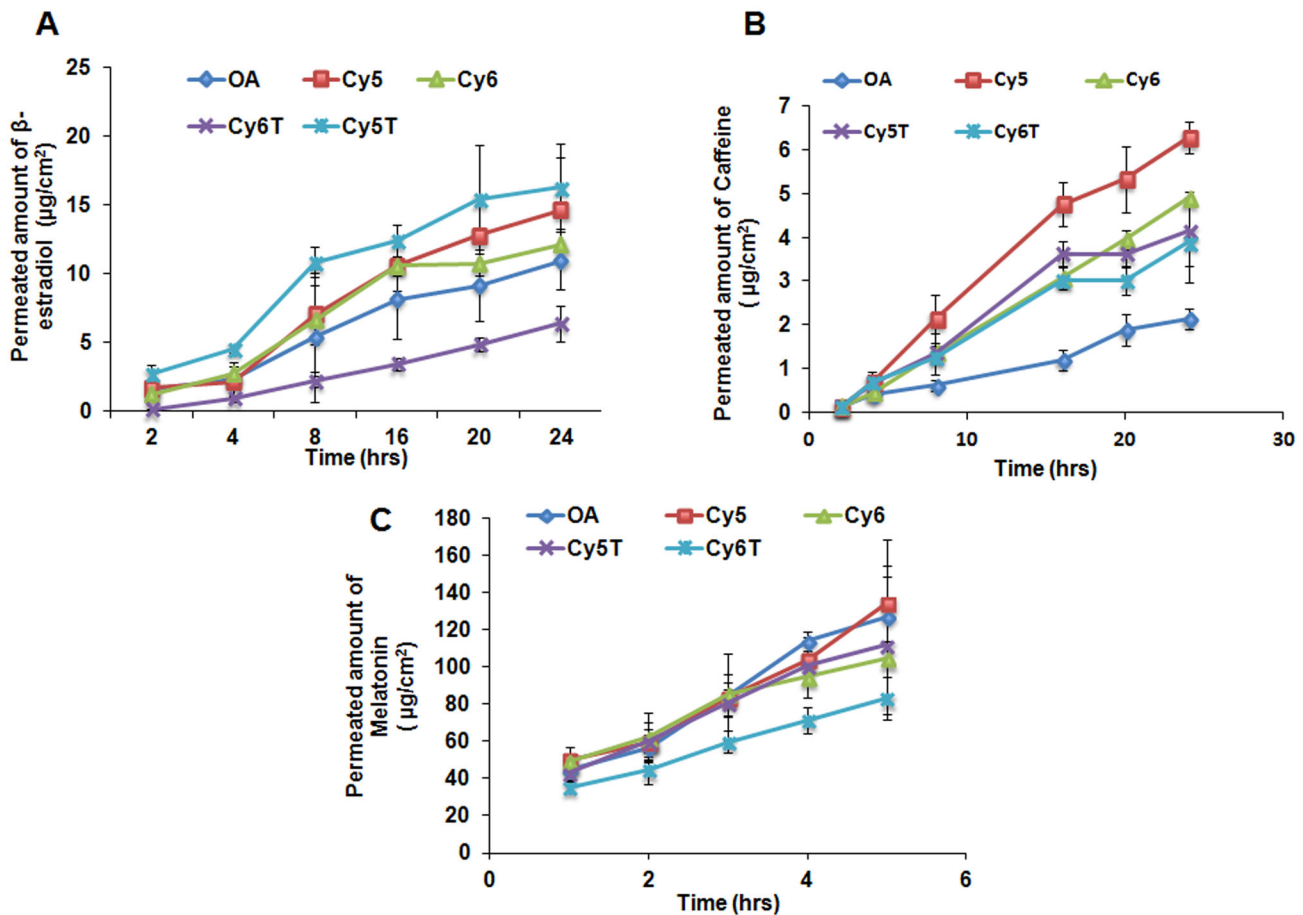 A
25
20
15
10
5
0
Permeated amount of β-
estradiol (µg/cm²)
OA Cy5 Cy6
Cy6T Cy5T
2 4 8 16 20 24
Time (hrs)
B
OA Cy5 Cy6
Cy5T Cy6T
7
6
5
4
3
2
1
0
Permeated amount of Caffeine
( µg/cm²)
0 10 20 30
Time (hrs)
C
OA Cy5 Cy6
Cy5T Cy6T
180
160
140
120
100
80
60
40
20
0
Permeated amount of
Melatonin
( µg/cm²)
0 2 4 6
Time (hrs)